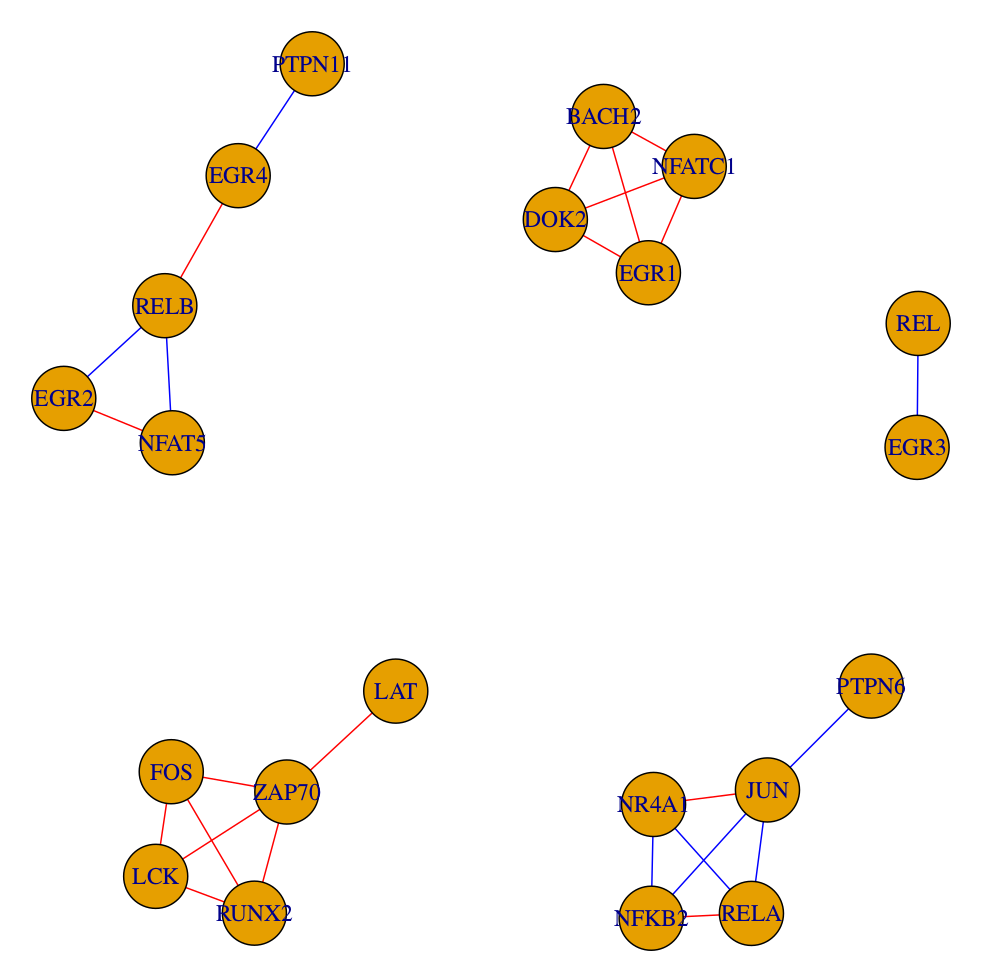 PTPN11
BACH2
NFATC1
EGR4
DOK2
EGR1
RELB
REL
EGR2
NFAT5
EGR3
LAT
PTPN6
FOS
ZAP70
NR4A1
JUN
LCK
RUNX2
NFKB2
RELA